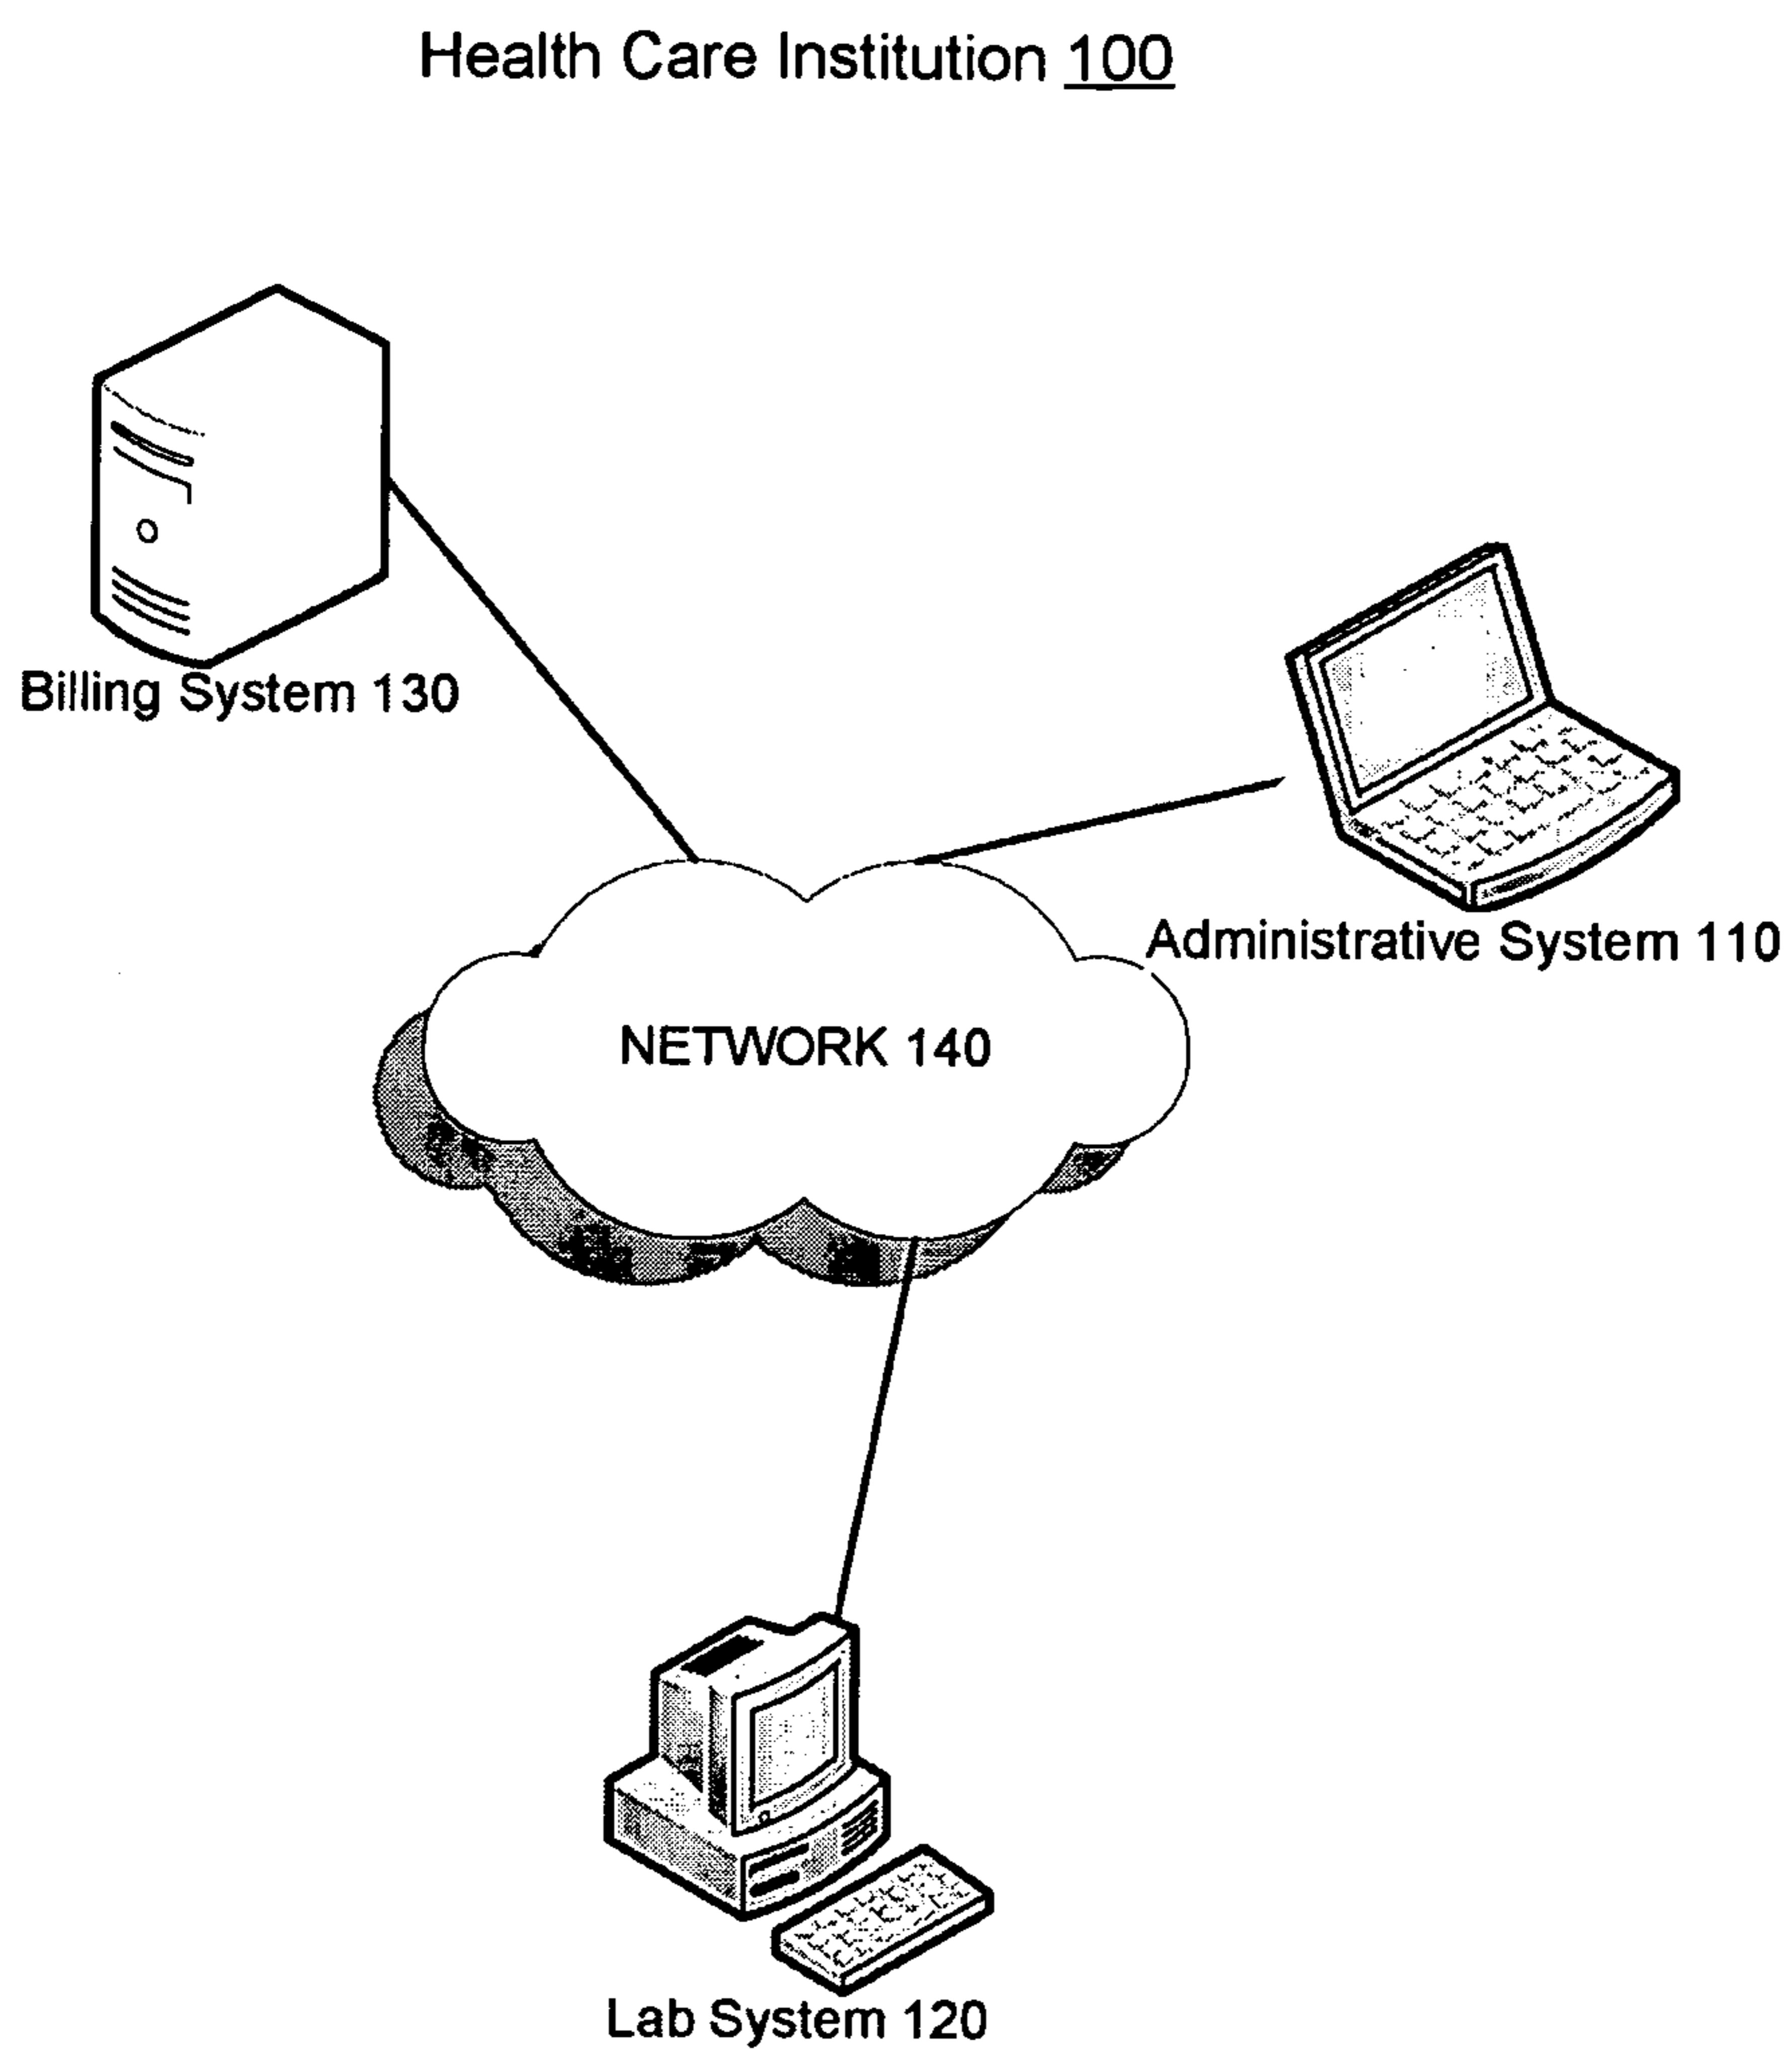 Health Care Institution 100
Billing System 130
Administrative System 110
NETWORK 140
Lab System 120